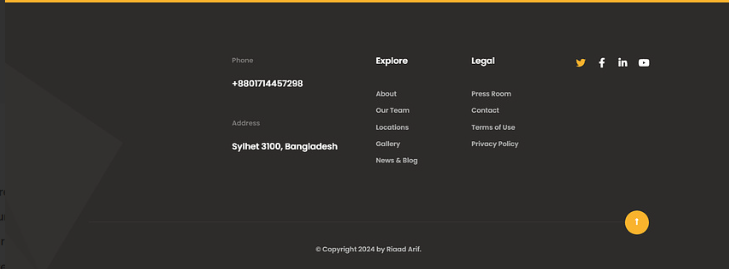 Phone
+8801714457298
Address
Sylhet 3100, Bangladesh
Explore
About
Our Team
Locations
Gallery
News & Blog
Legal
Press Room
Contact
Terms of Use
Privacy Policy
© Copyright 2024 by Riaad Arif.